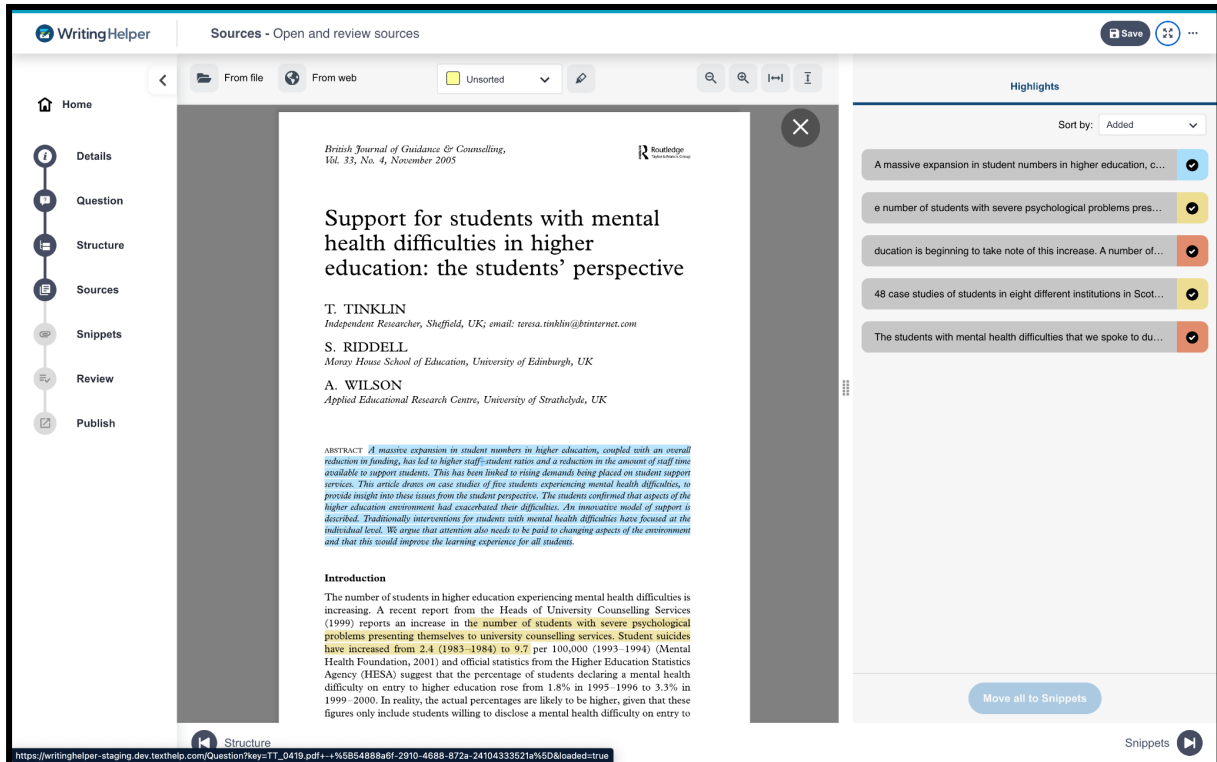 WritingHelper
Sources - Open and review sources
Save
Home
Details
Question
Structure
Sources
Snippets
Review
Publish
From file
From web
Unsorted
British Journal of Guidance & Counselling,
Vol. 33, No. 4, November 2005
Routledge
Taylor & Francis Group
Support for students with mental
health difficulties in higher
education: the students’ perspective
T. TINKLIN
Independent Researcher, Sheffield, UK; email: teresa.tinklin@btinternet.com
S. RIDDELL
Moray House School of Education, University of Edinburgh, UK
A. WILSON
Applied Educational Research Centre, University of Strathclyde, UK
ABSTRACT A massive expansion in student numbers in higher education, coupled with an overall
reduction in funding, has led to higher staff–student ratios and a reduction in the amount of staff time
available to support students. This has been linked to rising demands being placed on student support
services. This article draws on case studies of five students experiencing mental health difficulties, to
provide insight into these issues from the student perspective. The students confirmed that aspects of the
higher education environment had exacerbated their difficulties. An innovative model of support is
described. Traditionally interventions for students with mental health difficulties have focused at the
individual level. We argue that attention also needs to be paid to changing aspects of the environment
and that this would improve the learning experience for all students.
Introduction
The number of students in higher education experiencing mental health difficulties is
increasing. A recent report from the Heads of University Counselling Services
(1999) reports an increase in the number of students with severe psychological
problems presenting themselves to university counselling services. Student suicides
have increased from 2.4 (1983–1984) to 9.7 per 100,000 (1993–1994) (Mental
Health Foundation, 2001) and official statistics from the Higher Education Statistics
Agency (HESA) suggest that the percentage of students declaring a mental health
difficulty on entry to higher education rose from 1.8% in 1995–1996 to 3.3% in
1999–2000. In reality, the actual percentages are likely to be higher, given that these
figures only include students willing to disclose a mental health difficulty on entry to
Highlights
Sort by: Added
A massive expansion in student numbers in higher education, c...
e number of students with severe psychological problems pres...
ducation is beginning to take note of this increase. A number of...
48 case studies of students in eight different institutions in Scot...
The students with mental health difficulties that we spoke to du...
Move all to Snippets
Structure
Snippets
https://writinghelper-staging.dev.texthelp.com/Question?key=TT_0419.pdf+-+%5B54888a6f-2910-4688-872a-24104333521a%5D&loaded=true